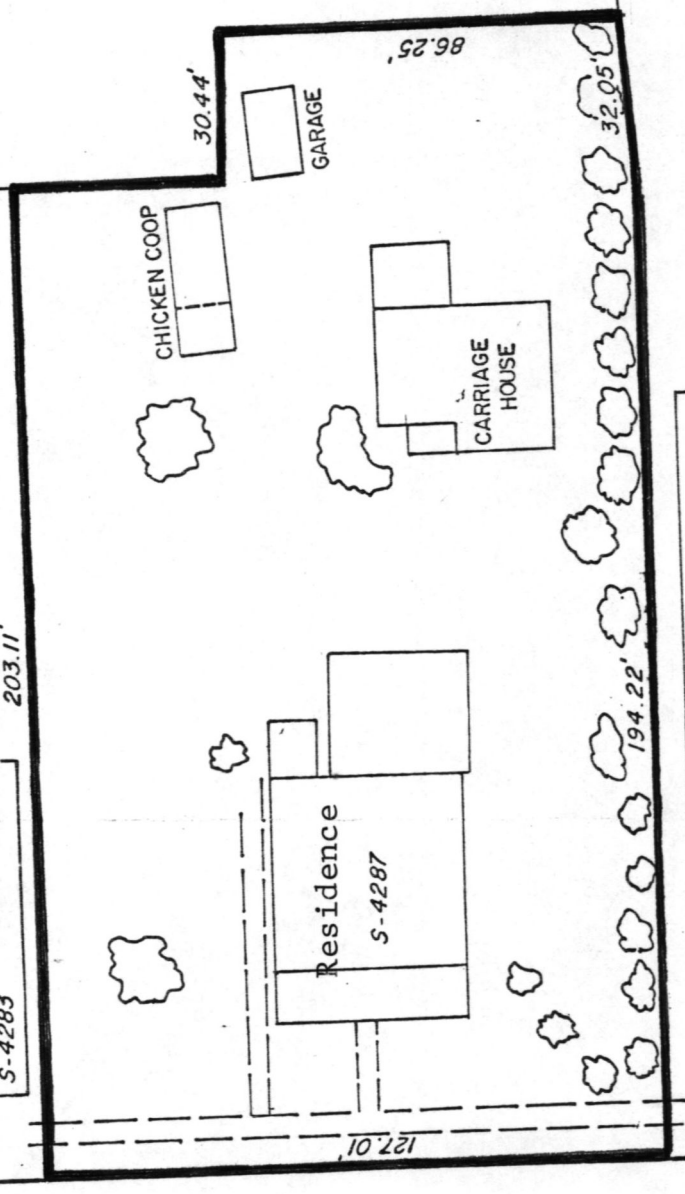 86.25'
30.44'
GARAGE
32.05'
CHICKEN COOP
CARRIAGE
HOUSE
203.11'
194.22'
Residence
S-4287
S-4283
127.01'